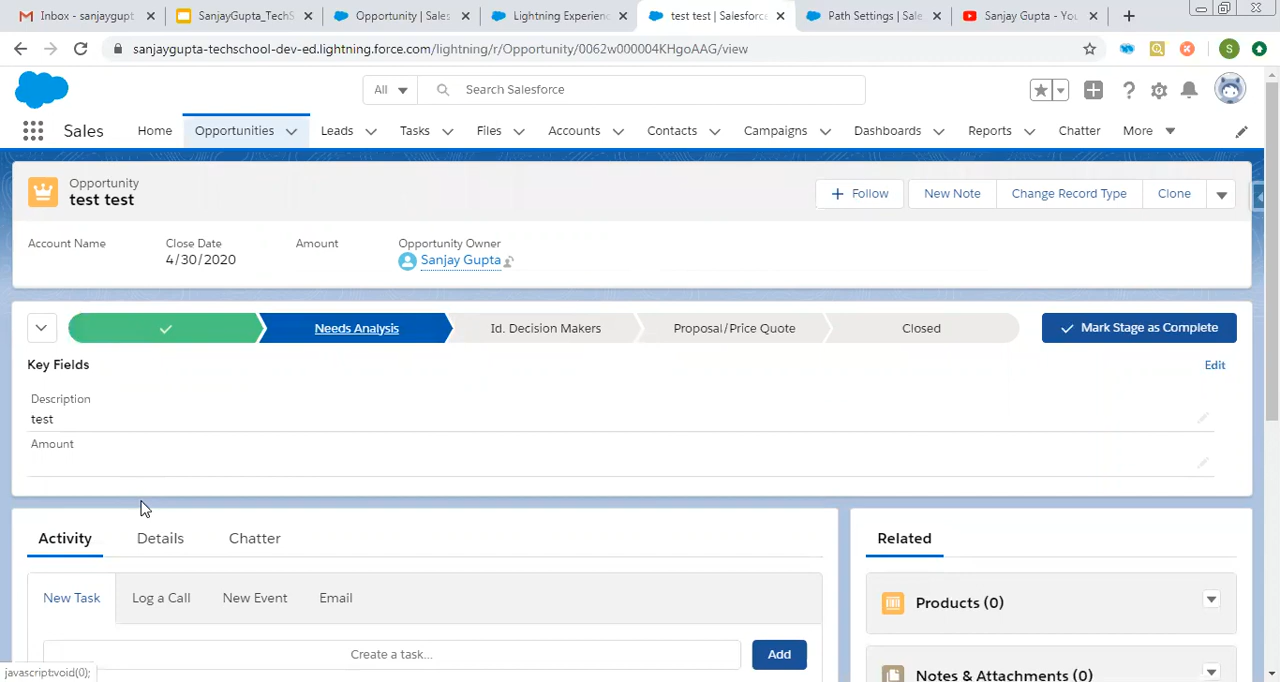 Inbox - sanjaygupt
SanjayGupta_TechS
Opportunity | Sales
Lightning Experien
test test | Salesforc
Path Settings | Sale
Sanjay Gupta - You
sanjaygupta-techschool-dev-ed.lightning.force.com/lightning/r/Opportunity/0062w000004KHgoAAG/view
S
All
Search Salesforce
Sales
Home
Opportunities
Leads
Tasks
Files
Accounts
Contacts
Campaigns
Dashboards
Reports
Chatter
More
Opportunity
test test
Follow
New Note
Change Record Type
Clone
Account Name
Close Date
Amount
Opportunity Owner
4/30/2020
Sanjay Gupta
Needs Analysis
Id. Decision Makers
Proposal/Price Quote
Closed
Mark Stage as Complete
Key Fields
Edit
Description
test
Amount
Activity
Details
Chatter
Related
New Task
Log a Call
New Event
Email
Products (0)
Create a task...
Add
Notes & Attachments (0)
javascript:void(0);